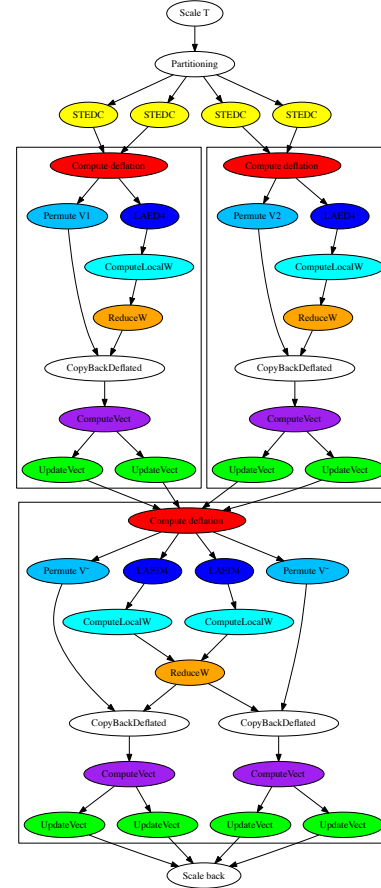 Scale T
Partitioning
STEDC
STEDC
STEDC
STEDC
Compute deflation
Compute deflation
Permute V1
LAED4
Permute V2
LAED4
ComputeLocalW
ComputeLocalW
ReduceW
ReduceW
CopyBackDeflated
CopyBackDeflated
ComputeVect
ComputeVect
UpdateVect
UpdateVect
UpdateVect
UpdateVect
Compute deflation
Permute V~
LAED4
LAED4
Permute V~
ComputeLocalW
ComputeLocalW
ReduceW
CopyBackDeflated
CopyBackDeflated
ComputeVect
ComputeVect
UpdateVect
UpdateVect
UpdateVect
UpdateVect
Scale back